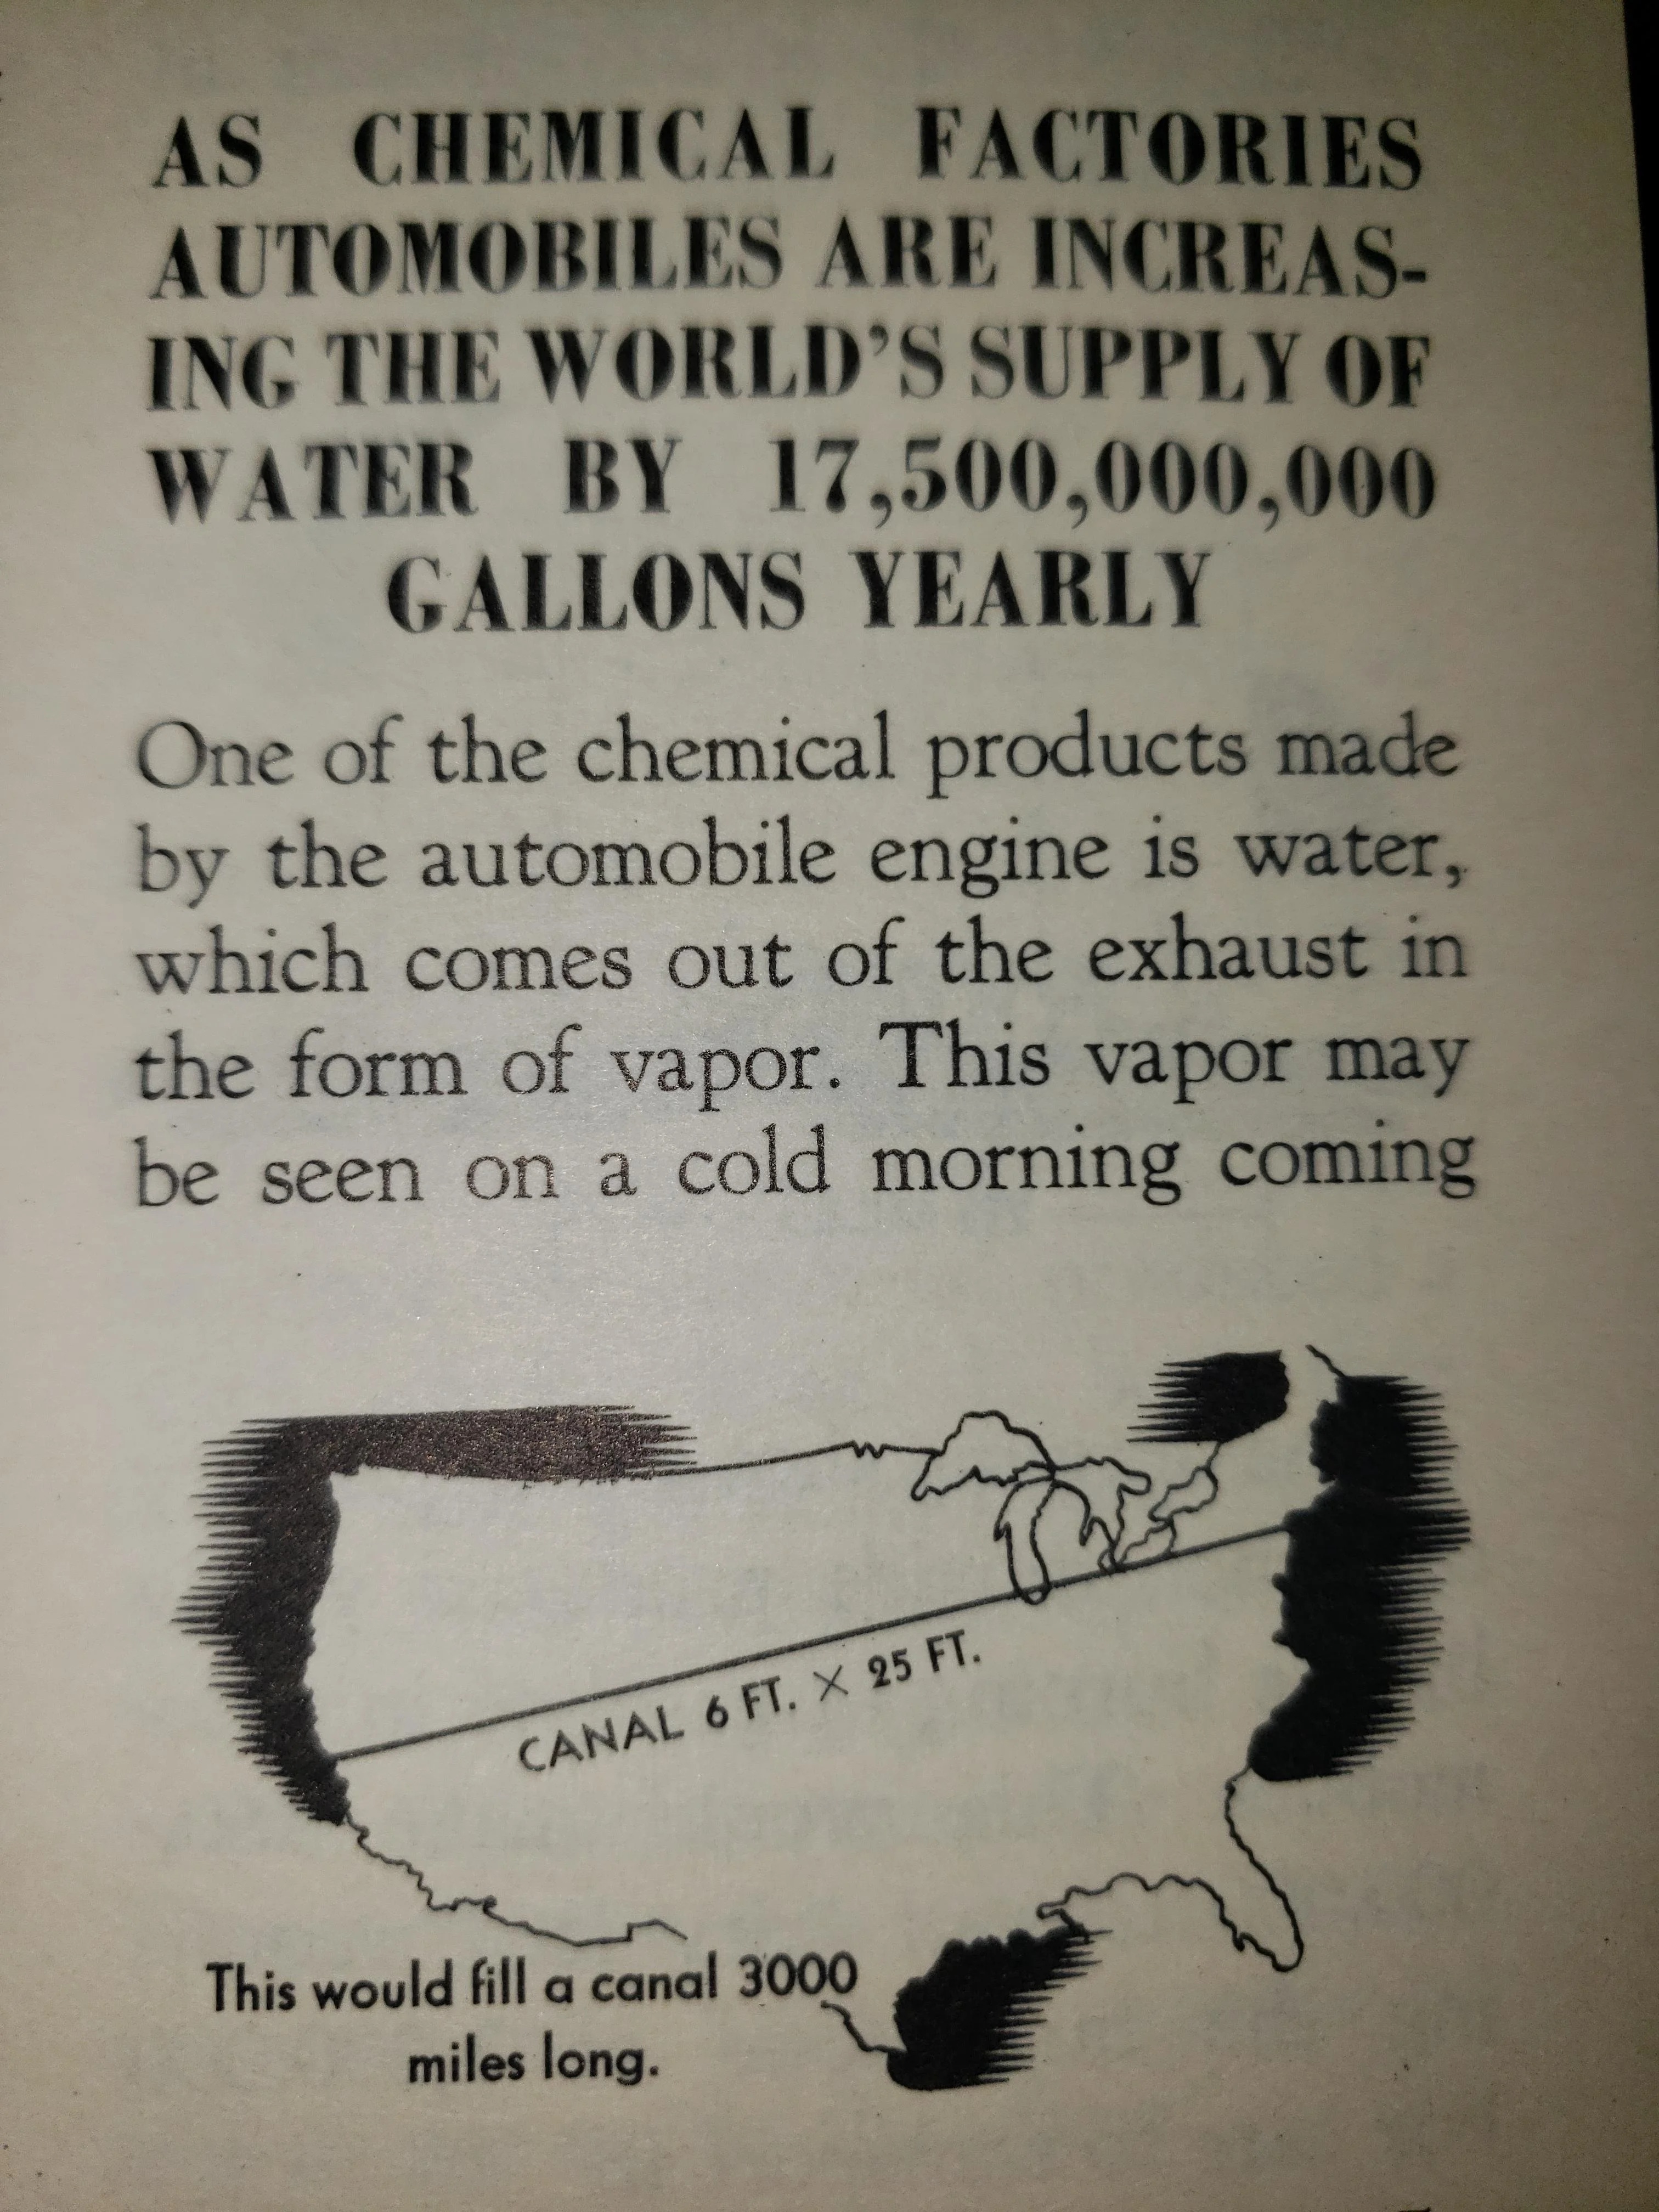 AS CHEMICAL FACTORIES
AUTOMOBILES ARE INCREAS-
ING THE WORLD'S SUPPLY OF
WATER BY 17,500,000,000
GALLONS YEARLY
One of the chemical products made
by the automobile engine is water,
which comes out of the exhaust in
the form of vapor. This vapor may
be seen on a cold morning coming
CANAL 6 FT. × 25 FT.
This would fill a canal 3000
miles long.